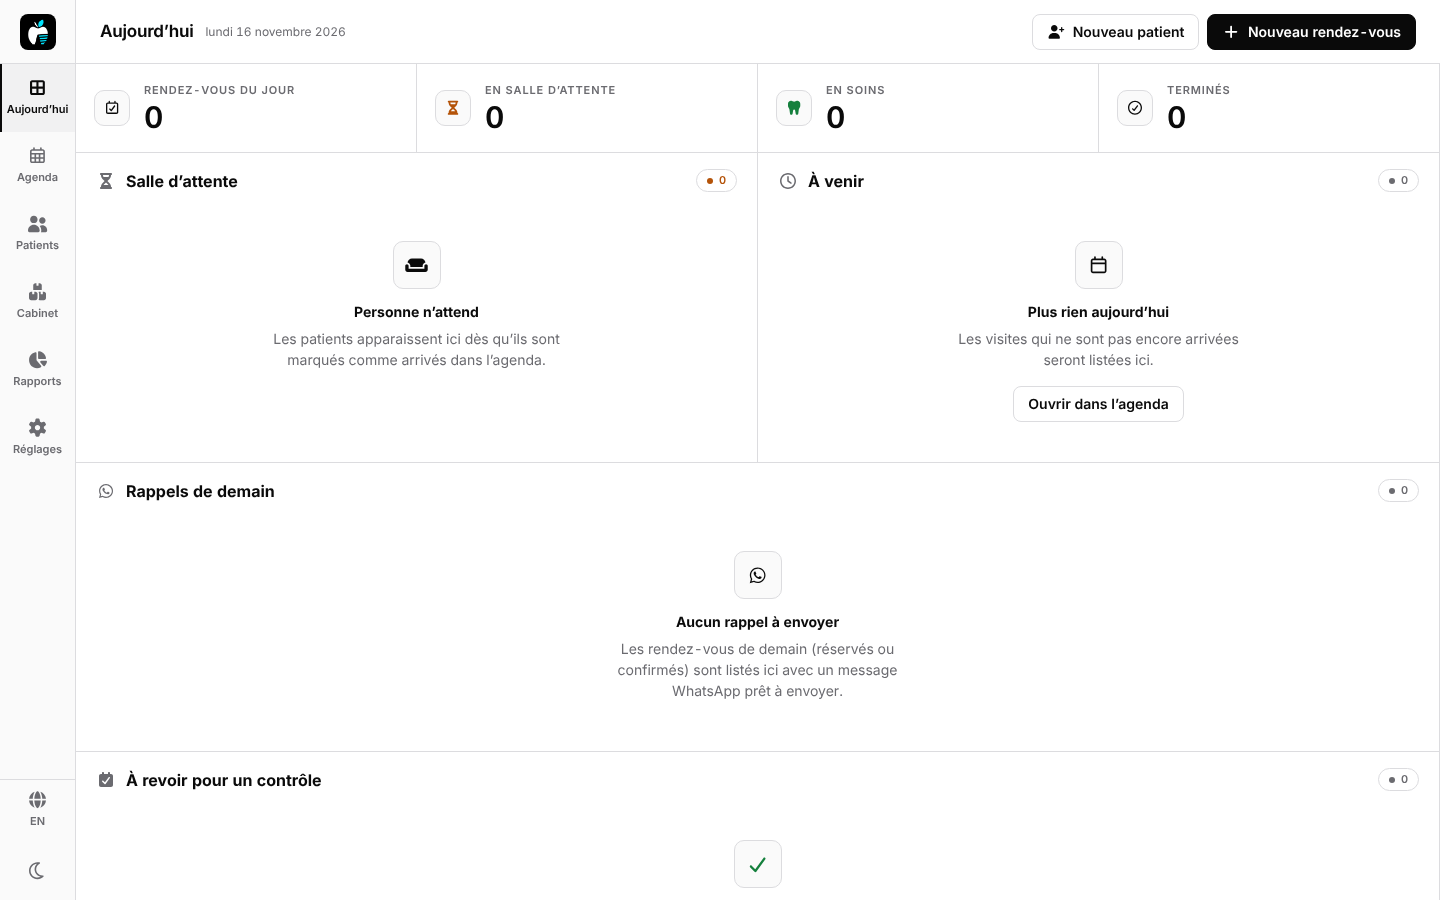 Aujourd’hui
lundi 16 novembre 2026
Nouveau patient
Nouveau rendez-vous
Aujourd’hui
Agenda
Patients
Cabinet
Rapports
Réglages
EN
RENDEZ-VOUS DU JOUR
0
EN SALLE D’ATTENTE
0
EN SOINS
0
TERMINÉS
0
Salle d’attente
0
Personne n’attend
Les patients apparaissent ici dès qu’ils sont
marqués comme arrivés dans l’agenda.
À venir
0
Plus rien aujourd’hui
Les visites qui ne sont pas encore arrivées
seront listées ici.
Ouvrir dans l’agenda
Rappels de demain
0
Aucun rappel à envoyer
Les rendez-vous de demain (réservés ou
confirmés) sont listés ici avec un message
WhatsApp prêt à envoyer.
À revoir pour un contrôle
0